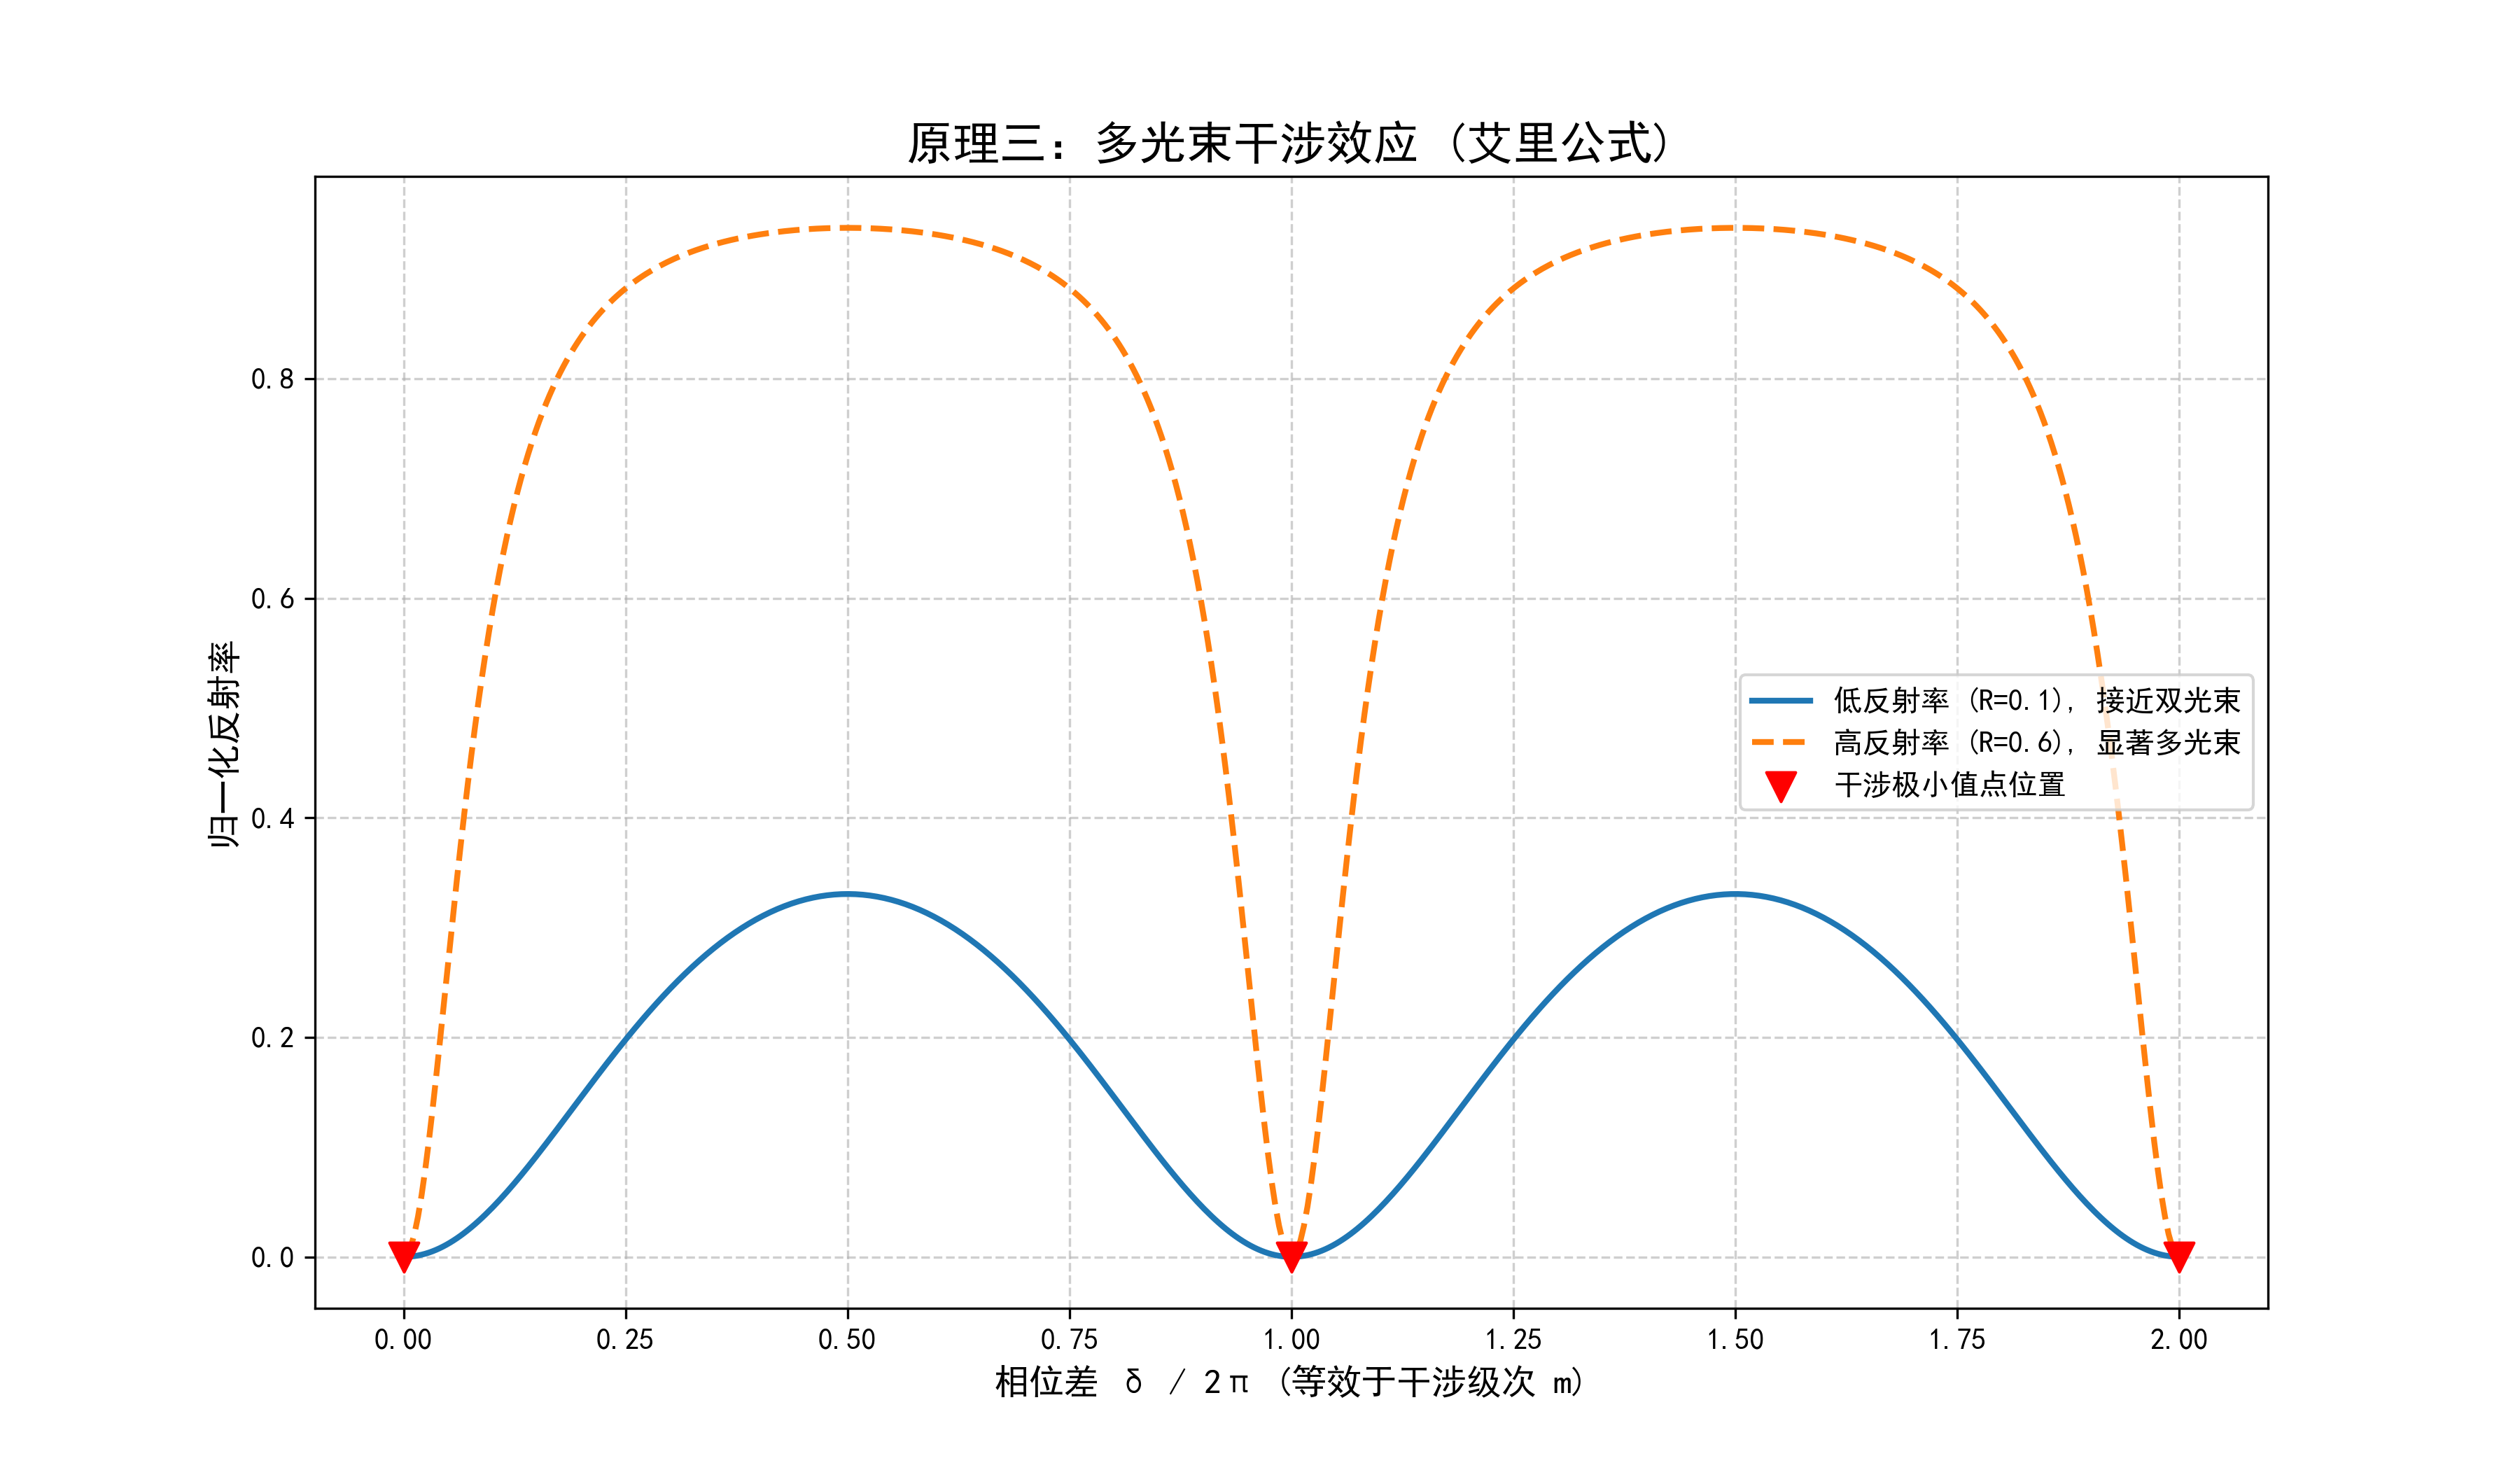 原理三: 多光束干涉效应 (艾里公式)
归一化反射率
0.8
0.6
0.4
0.2
0.0
低反射率 (R=0.1), 接近双光束
高反射率 (R=0.6), 显著多光束
干涉极小值点位置
0.00 0.25 0.50 0.75 1.00 1.25 1.50 1.75 2.00
相位差 δ / 2π (等效于干涉级次 m)